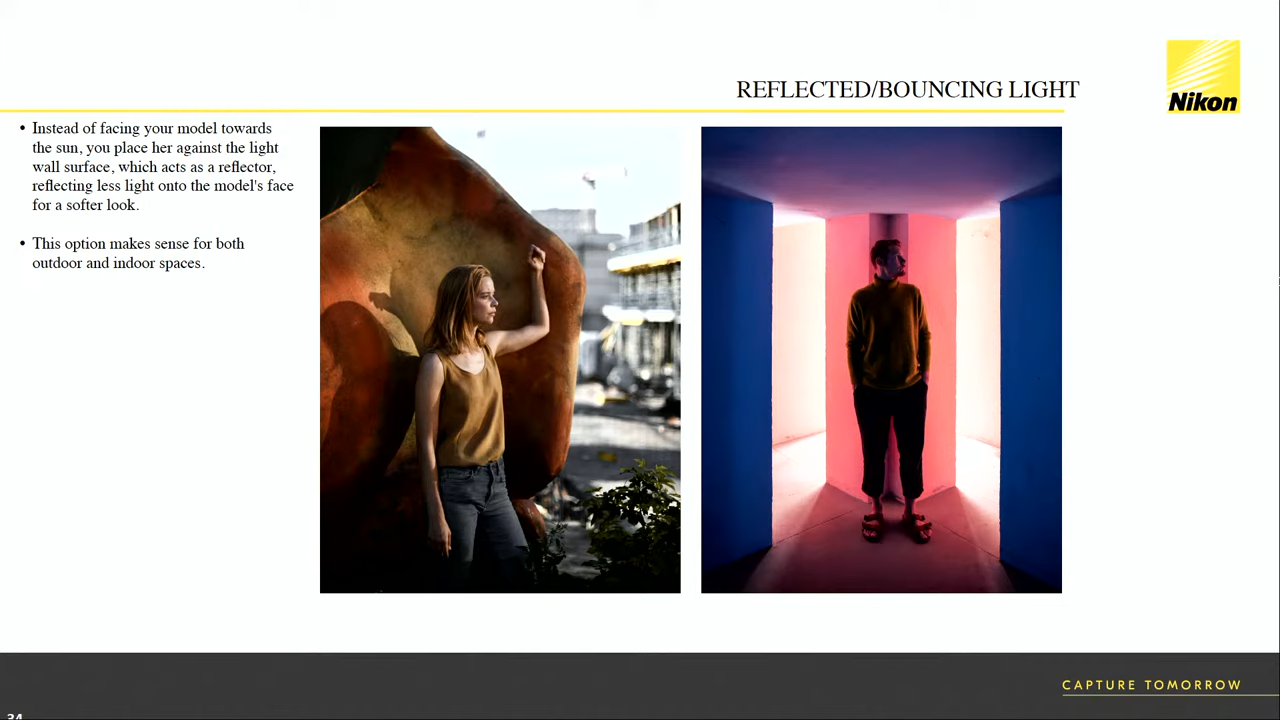 REFLECTED/BOUNCING LIGHT
Nikon
• Instead of facing your model towards
the sun, you place her against the light
wall surface, which acts as a reflector,
reflecting less light onto the model's face
for a softer look.
• This option makes sense for both
outdoor and indoor spaces.
CAPTURE TOMORROW
34